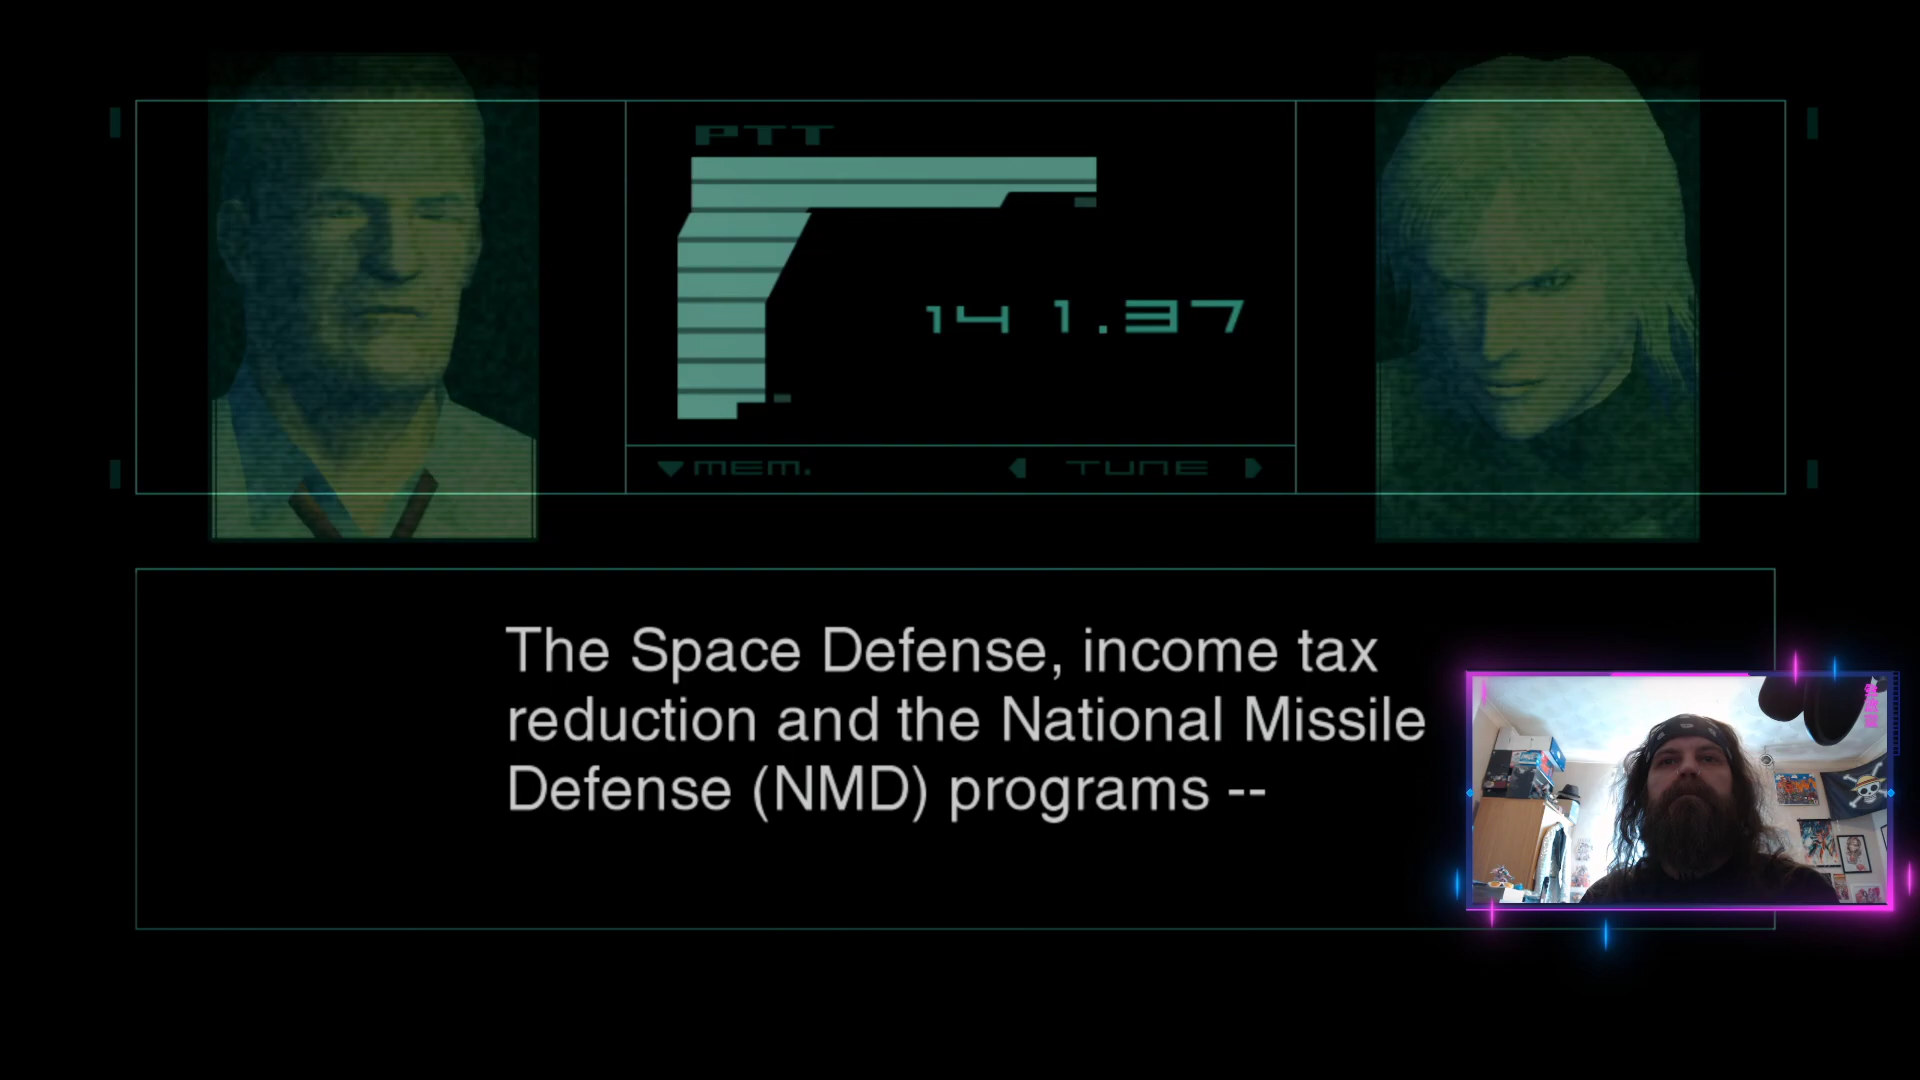 PTT
141.37
MEM.
TUNE
The Space Defense, income tax
reduction and the National Missile
Defense (NMD) programs --